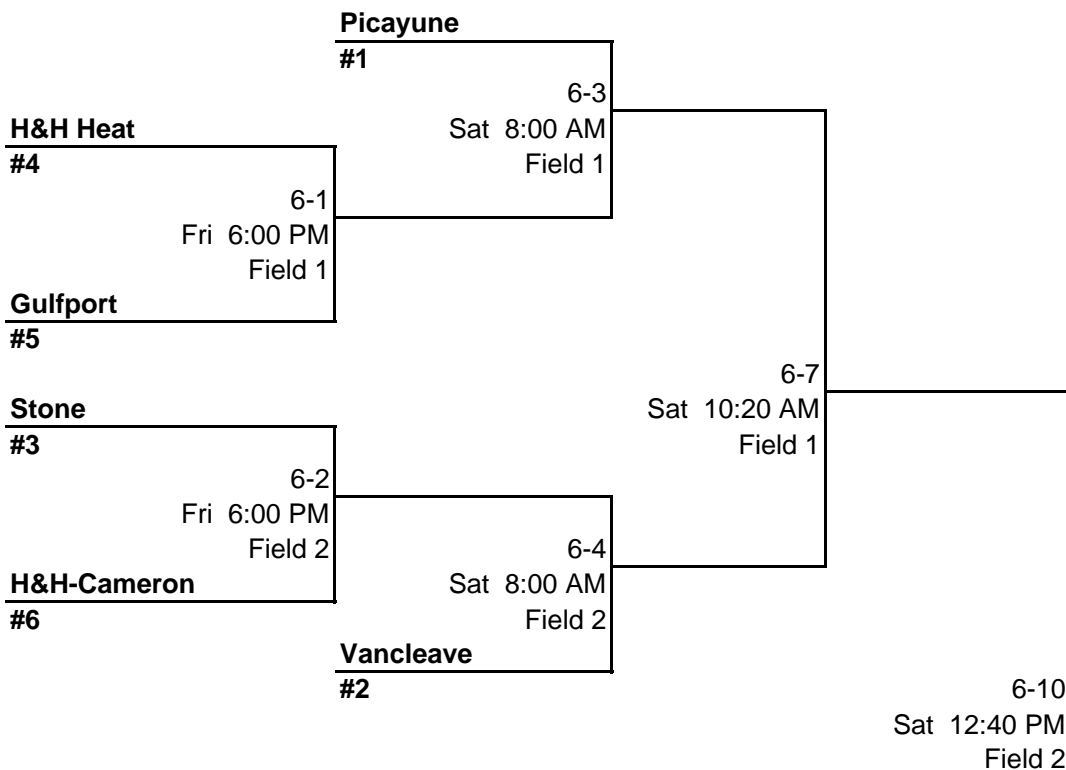 Picayune
#1
6-3
Sat 8:00 AM
Field 1
H&H Heat
#4
6-1
Fri 6:00 PM
Field 1
Gulfport
#5
6-7
Sat 10:20 AM
Field 1
Stone
#3
6-2
Fri 6:00 PM
Field 2
H&H-Cameron
#6
6-4
Sat 8:00 AM
Field 2
Vancleave
#2
6-10
Sat 12:40 PM
Field 2